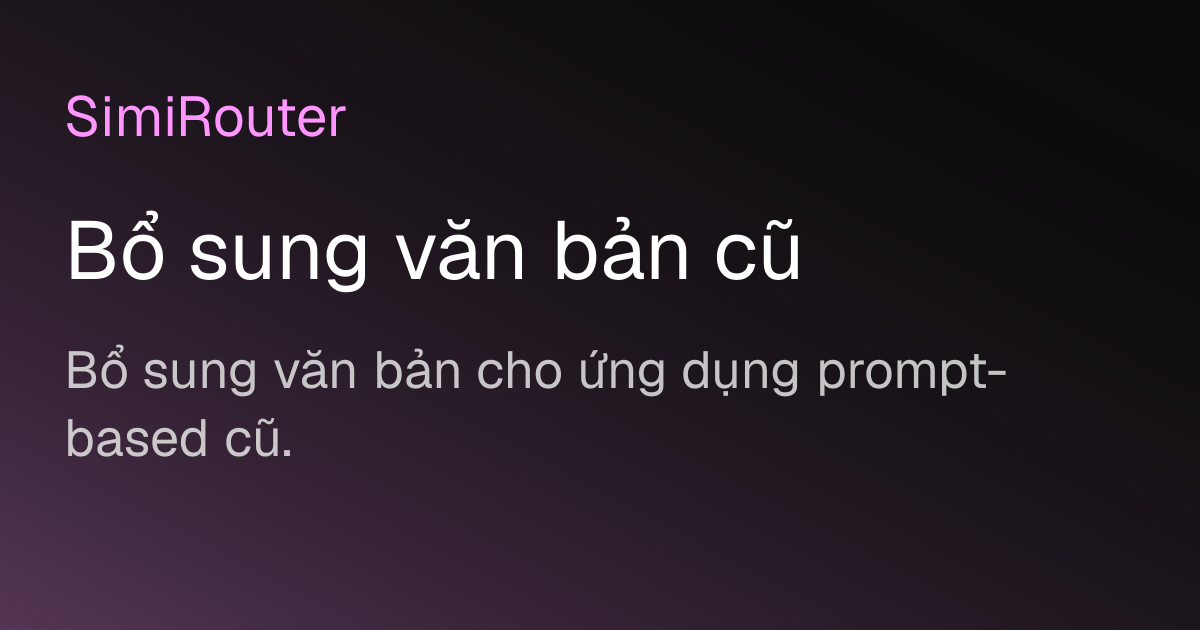 SimiRouter
Bổ sung văn bản cũ
Bổ sung văn bản cho ứng dụng prompt-
based cũ.